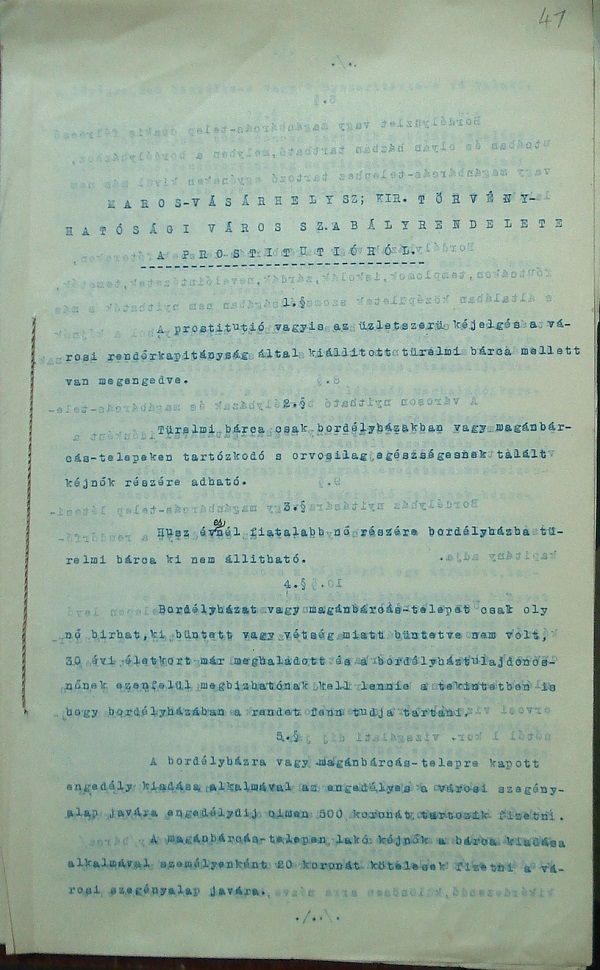 41
./..
MAROS-VÁSÁRHELY SZ; KIR. TÖRVÉNY-
HATÓSÁGI VÁROS SZABÁLYRENDELETE
A PROSTITUTIÓRÓL.
1.§
A prostitutió vagyis az üzletszerü kéjelgés a vá-
rosi rendőrkapitányság által kiállitott türelmi bárca mellett
van megengedve.
2.§
Türelmi bárca csak bordélyházakban vagy magánbár-
cás-telepeken tartózkodó s orvosilag egészségesnek talált
kéjnők részére adható.
3.§
es
Husz évnél fiatalabb nő részére bordélyházba tü-
relmi bárca ki nem állitható.
4.§
Bordélyházat vagy magánbárcás-telepet csak oly
nő birhat,ki büntett vagy vétség miatt büntetve nem volt,
30 évi életkort már meghaladott és a bordélyháztulajdonos-
nőnek ezenfelül megbizhatónak kell lennie a tekintetben is
hogy bordélyházában a rendet fenn tudja tartani.
5.§
A bordélyházra vagy magánbárcás-telepre kapott
engedély kiadása alkalmával az engedélyes a városi szegény-
alap javára engedélydij cimen 500 koronát tartozik fizetni.
A magánbárcás-telepen lakó kéjnők a bárca kiadása
alkalmával személyenként 20 koronát kötelesek fizetni a vá-
rosi szegényalap javára.
./..